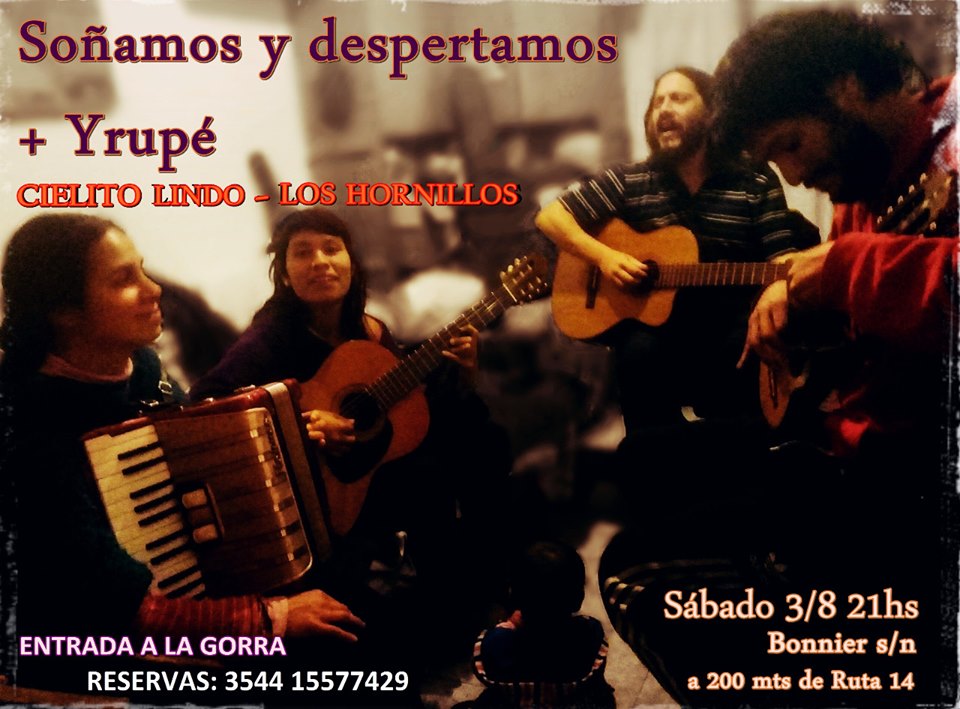 Soñamos y despertamos
+ Yrupé
CIELITO LINDO - LOS HORNILLOS
Sábado 3/8 21hs
Bonnier s/n
a 200 mts de Ruta 14
ENTRADA A LA GORRA
RESERVAS: 3544 15577429